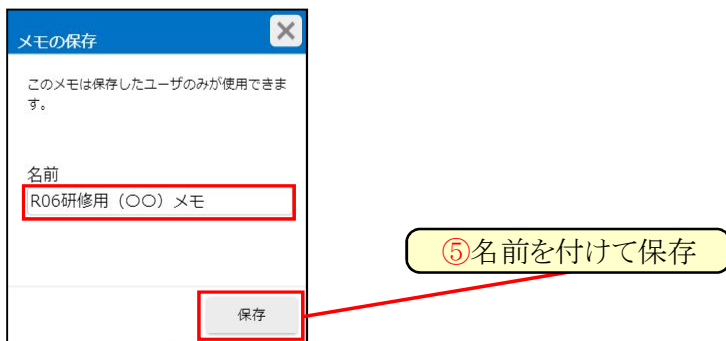 メモの保存
このメモは保存したユーザのみが使用できま
す。
名前
R06研修用（○○）メモ
⑤名前を付けて保存
保存